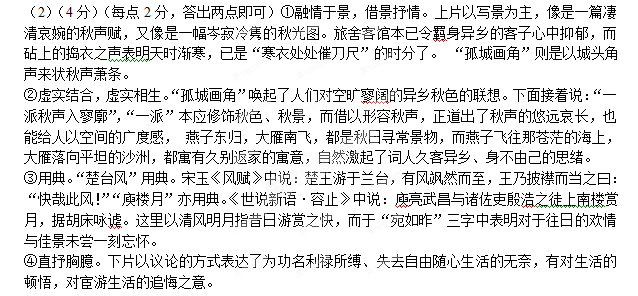 （2）（4 分）（每点 2 分，答出两点即可）①融情于景，借景抒情。上片以写景为主，像是一篇凄
清哀婉的秋声赋，又像是一幅岑寂冷隽的秋光图。旅舍客馆本已令羁身异乡的客子心中抑郁，而
砧上的捣衣之声表明天时渐寒，已是“寒衣处处催刀尺”的时分了。 “孤城画角”则是以城头角
声来状秋声萧条。
②虚实结合，虚实相生。“孤城画角”唤起了人们对空旷寥阔的异乡秋色的联想。下面接着说：“一
派秋声入寥廓”，“一派”本应修饰秋色、秋景，而借以形容秋声，正道出了秋声的悠远哀长，也
能给人以空间的广度感， 燕子东归，大雁南飞，都是秋日寻常景物，而燕子飞往那苍茫的海上，
大雁落向平坦的沙洲，都寓有久别返家的寓意，自然激起了词人久客异乡、身不由己的思绪。
③用典。“楚台风”用典。宋玉《风赋》中说：楚王游于兰台，有风飒然而至，王乃披襟而当之曰：
“快哉此风！”“庾楼月”亦用典。《世说新语·容止》中说：庾亮武昌与诸佐吏殷浩之徒上南楼赏
月，据胡床咏谑。这里以清风明月指昔日游赏之快，而于“宛如昨”三字中表明对于往日的欢情
与佳景未尝一刻忘怀。
④直抒胸臆。下片以议论的方式表达了为功名利禄所缚、失去自由随心生活的无奈，有对生活的
顿悟，对宦游生活的追悔之意。